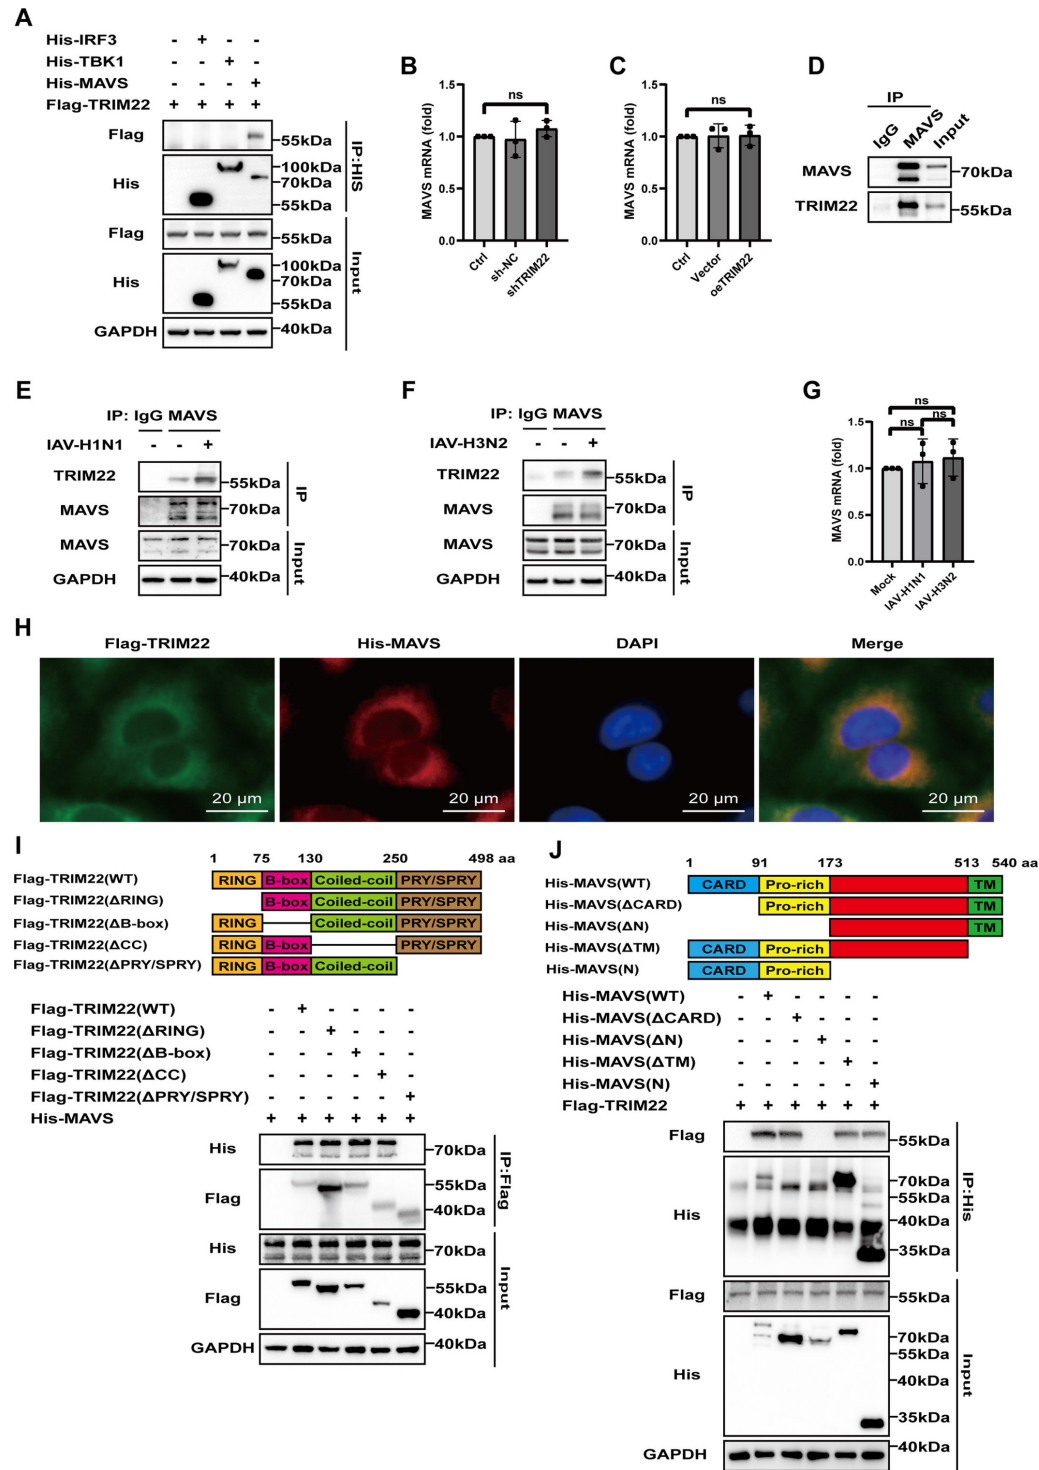 A
His-IRF3 - + - -
His-TBK1 - - + -
His-MAVS - - - +
Flag-TRIM22 + + + +
Flag
55kDa
His
100kDa
70kDa
55kDa
IP:HIS
Flag
55kDa
His
100kDa
70kDa
55kDa
GAPDH
40kDa
Input
B
MAVS mRNA (fold)
1.5
1.0
0.5
0.0
ns
Ctrl
sh-NC
shTRIM22
C
MAVS mRNA (fold)
1.5
1.0
0.5
0.0
ns
Ctrl
Vector
oeTRIM22
D
IP
IgG MAVS Input
MAVS
70kDa
TRIM22
55kDa
E
IP: IgG MAVS
IAV-H1N1 - - +
TRIM22
55kDa
MAVS
70kDa
IP
MAVS
70kDa
GAPDH
40kDa
Input
F
IP: IgG MAVS
IAV-H3N2 - - +
TRIM22
55kDa
MAVS
70kDa
IP
MAVS
70kDa
GAPDH
40kDa
Input
G
MAVS mRNA (fold)
1.5
1.0
0.5
0.0
ns
ns
ns
Mock
IAV-H1N1
IAV-H3N2
H
Flag-TRIM22 His-MAVS DAPI Merge
20 µm 20 µm 20 µm 20 µm
I
1 75 130 250 498 aa
Flag-TRIM22(WT) RING B-box Coiled-coil PRY/SPRY
Flag-TRIM22(ΔRING) B-box Coiled-coil PRY/SPRY
Flag-TRIM22(ΔB-box) RING Coiled-coil PRY/SPRY
Flag-TRIM22(ΔCC) RING B-box PRY/SPRY
Flag-TRIM22(ΔPRY/SPRY) RING B-box Coiled-coil
Flag-TRIM22(WT) - + - - - -
Flag-TRIM22(ΔRING) - - + - - -
Flag-TRIM22(ΔB-box) - - - + - -
Flag-TRIM22(ΔCC) - - - - + -
Flag-TRIM22(ΔPRY/SPRY) - - - - - +
His-MAVS + + + + + +
His
70kDa
Flag
55kDa
40kDa
IP:Flag
His
70kDa
Flag
55kDa
40kDa
GAPDH
40kDa
Input
J
1 91 173 513 540 aa
His-MAVS(WT) CARD Pro-rich TM
His-MAVS(ΔCARD) Pro-rich TM
His-MAVS(ΔN) TM
His-MAVS(ΔTM) CARD Pro-rich
His-MAVS(N) CARD Pro-rich
His-MAVS(WT) - + - - - -
His-MAVS(ΔCARD) - - + - - -
His-MAVS(ΔN) - - - + - -
His-MAVS(ΔTM) - - - - + -
His-MAVS(N) - - - - - +
Flag-TRIM22 + + + + + +
Flag
55kDa
His
70kDa
55kDa
40kDa
35kDa
IP:His
Flag
55kDa
His
70kDa
55kDa
40kDa
35kDa
GAPDH
40kDa
Input